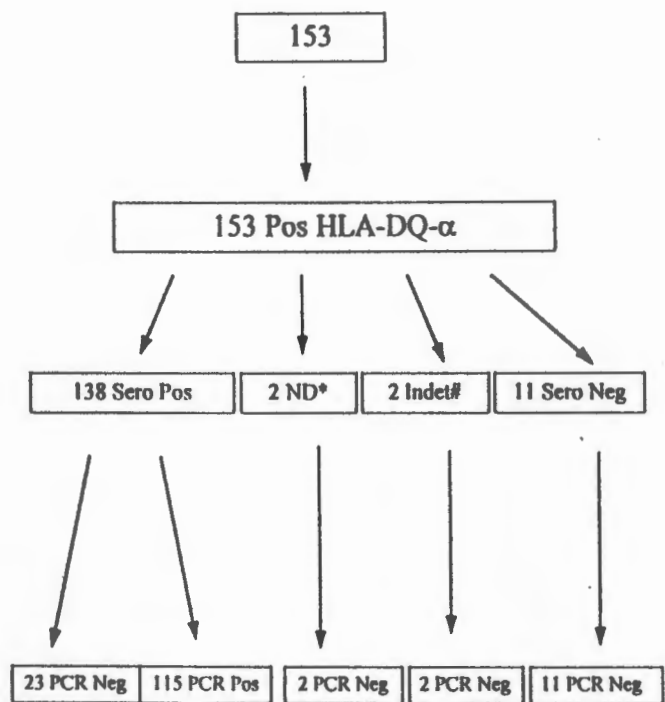 153
153 Pos HLA-DQ-α
138 Sero Pos
2 ND*
2 Indet#
11 Sero Neg
23 PCR Neg
115 PCR Pos
2 PCR Neg
2 PCR Neg
11 PCR Neg